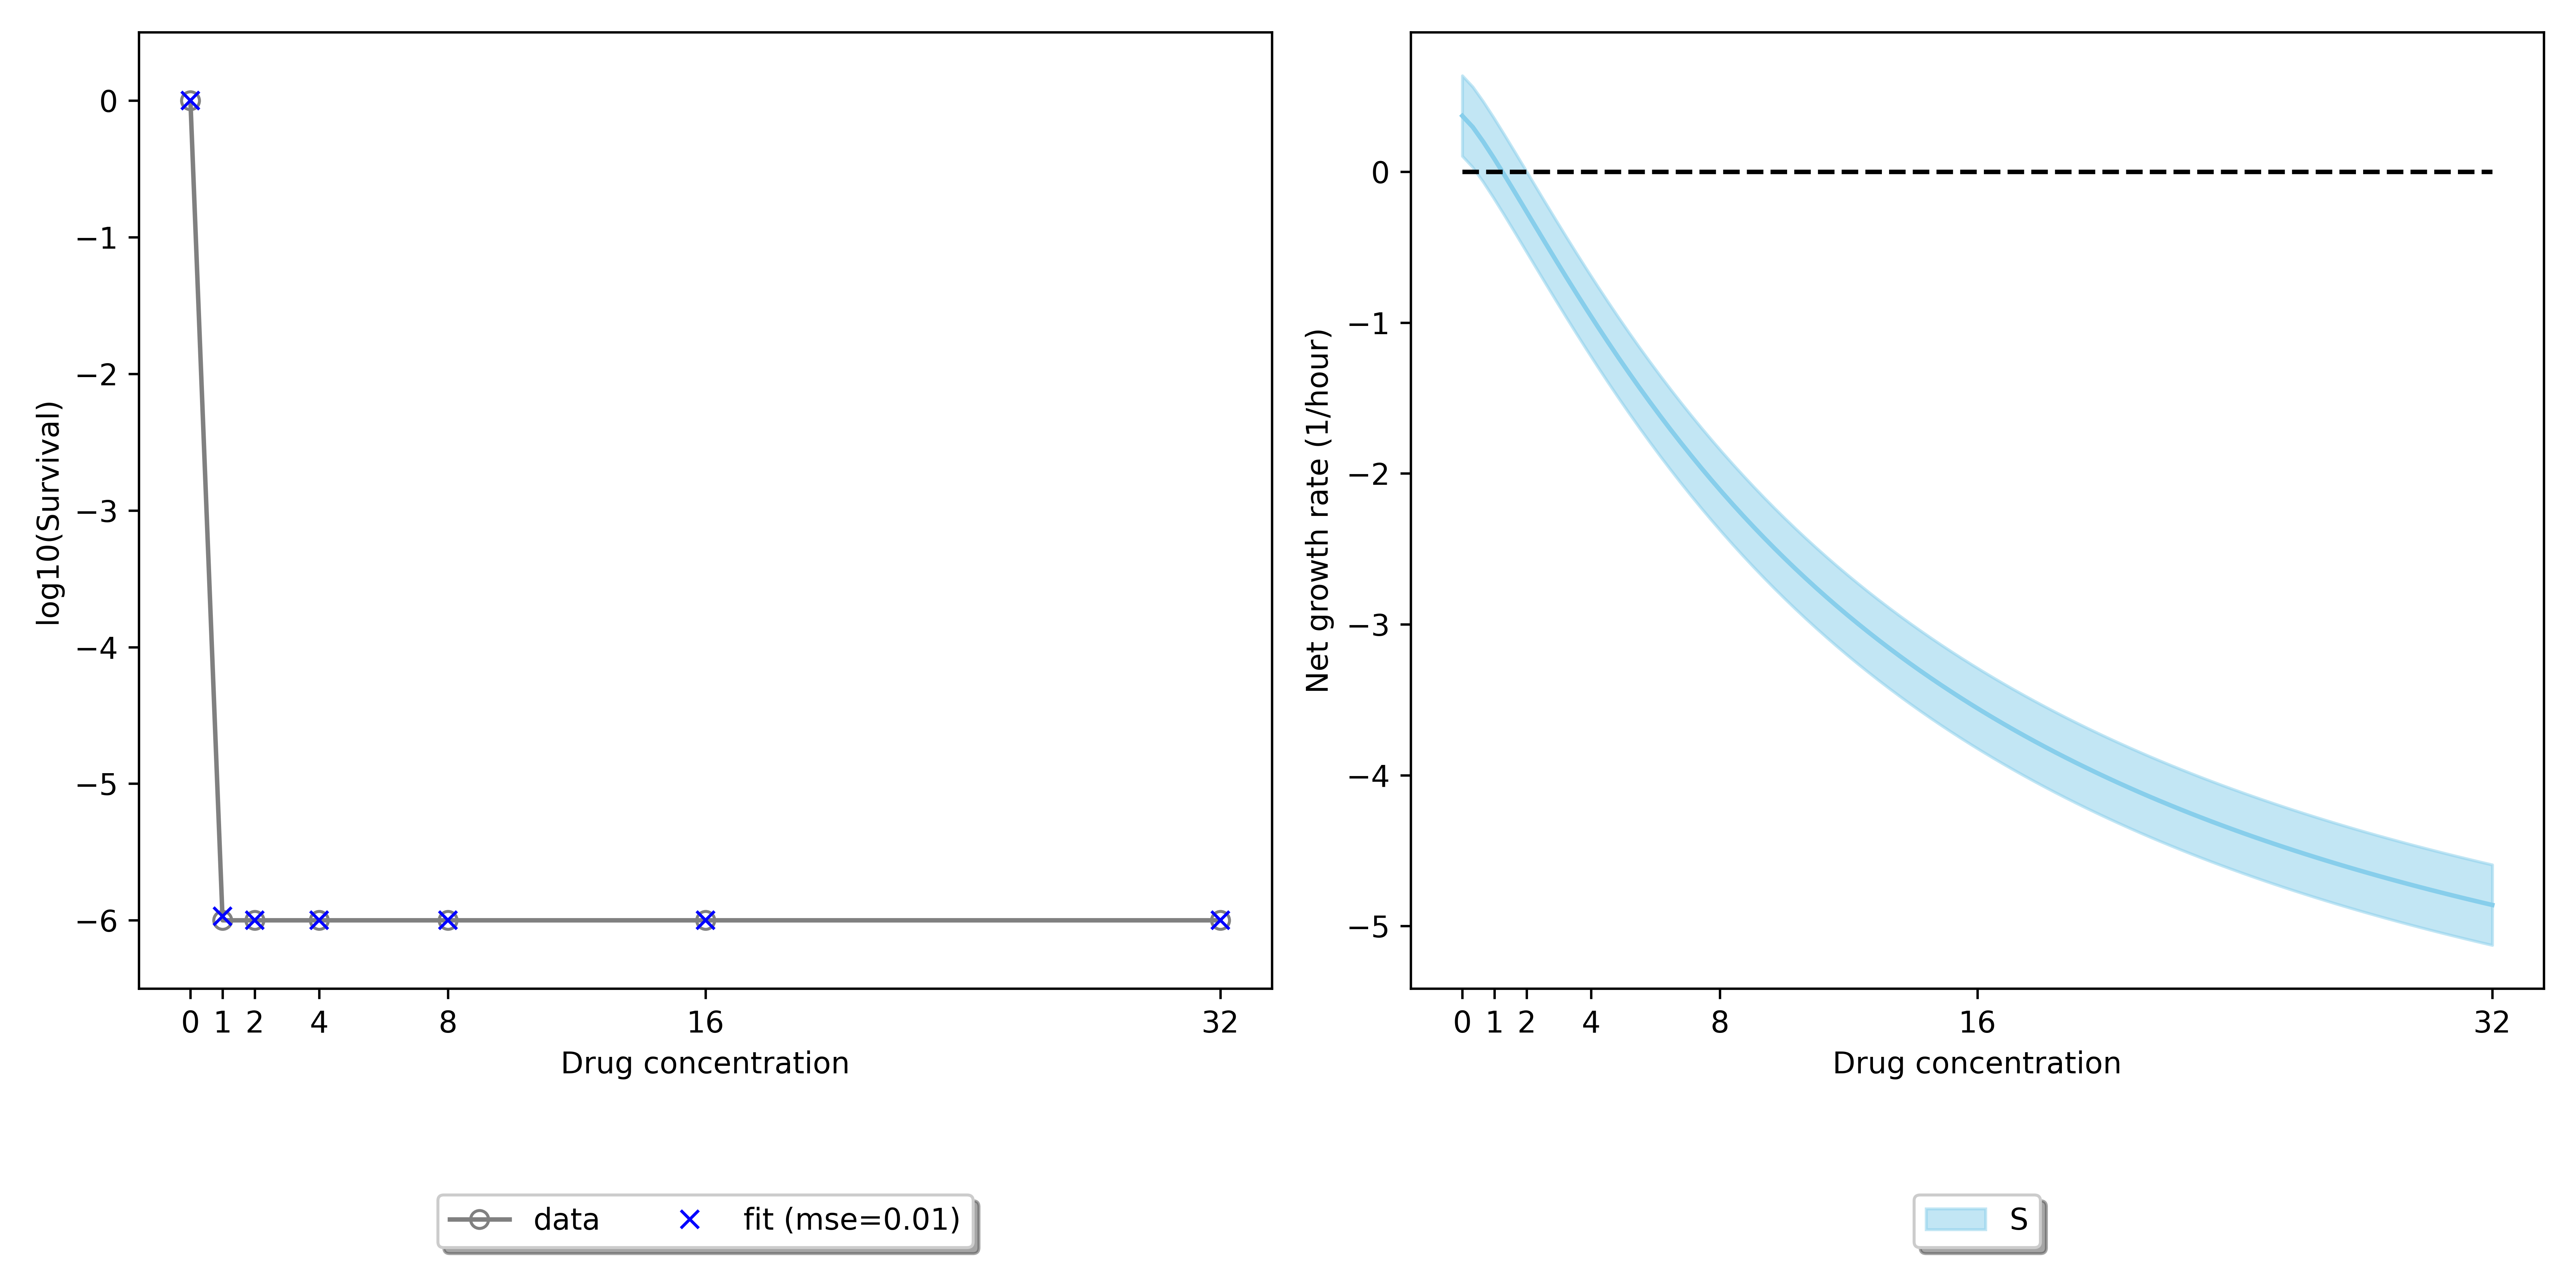 0
−1
−2
−3
−4
−5
−6
log10(Survival)
0 1 2 4 8 16 32
Drug concentration
data fit (mse=0.01)
0
−1
−2
−3
−4
−5
Net growth rate (1/hour)
0 1 2 4 8 16 32
Drug concentration
S